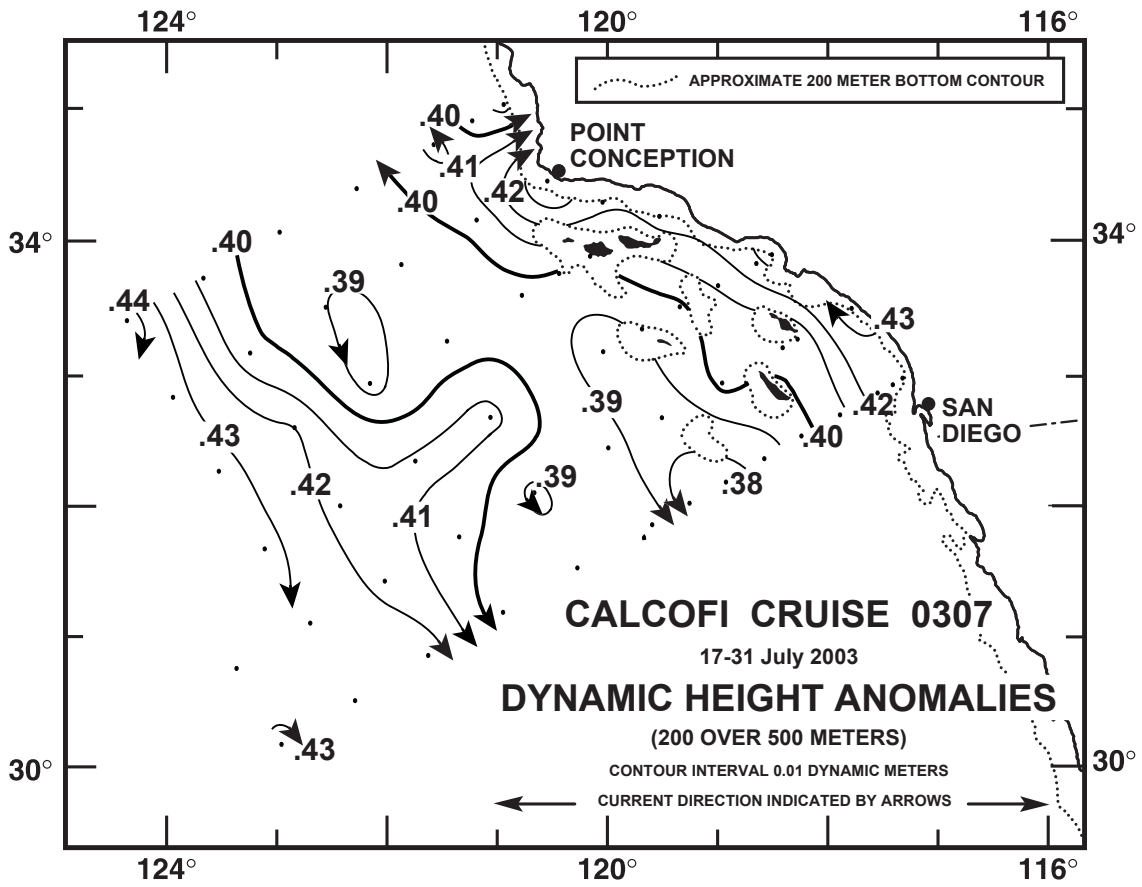 124° 120° 116°
APPROXIMATE 200 METER BOTTOM CONTOUR
.40
POINT
CONCEPTION
.41
.42
.40
34° .40 34°
.39
.44
.43
.39 .42 SAN
DIEGO
.43 .40
.42 .39 .38
.41
CALCOFI CRUISE 0307
17-31 July 2003
DYNAMIC HEIGHT ANOMALIES
(200 OVER 500 METERS)
.43
30° CONTOUR INTERVAL 0.01 DYNAMIC METERS 30°
CURRENT DIRECTION INDICATED BY ARROWS
124° 120° 116°